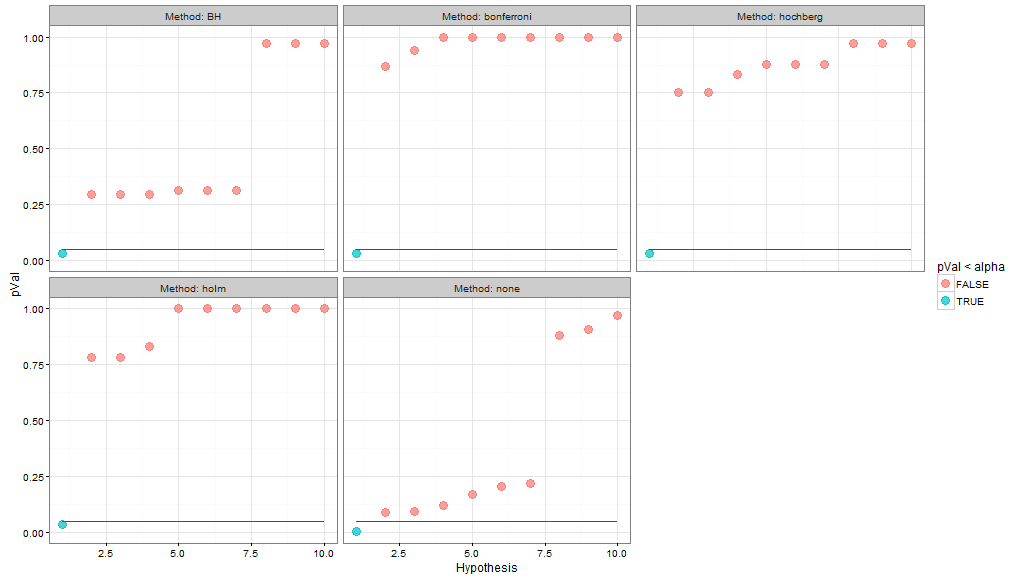 Method: BH
Method: bonferroni
Method: hochberg
1.00
0.75
0.50
0.25
0.00
Method: holm
Method: none
1.00
0.75
0.50
0.25
0.00
2.5 5.0 7.5 10.0
2.5 5.0 7.5 10.0
pVal
Hypothesis
pVal < alpha
FALSE
TRUE